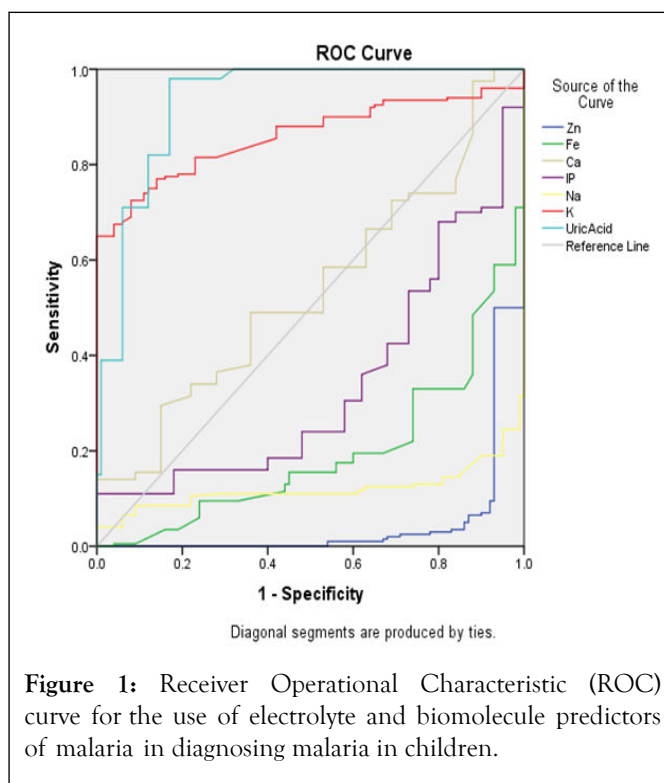 ROC Curve
Sensitivity
1.0
0.8
0.6
0.4
0.2
0.0
0.0 0.2 0.4 0.6 0.8 1.0
1 - Specificity
Diagonal segments are produced by ties.
Source of the
Curve
Zn
Fe
Ca
IP
Na
K
UricAcid
Reference Line
Figure 1: Receiver Operational Characteristic (ROC)
curve for the use of electrolyte and biomolecule predictors
of malaria in diagnosing malaria in children.